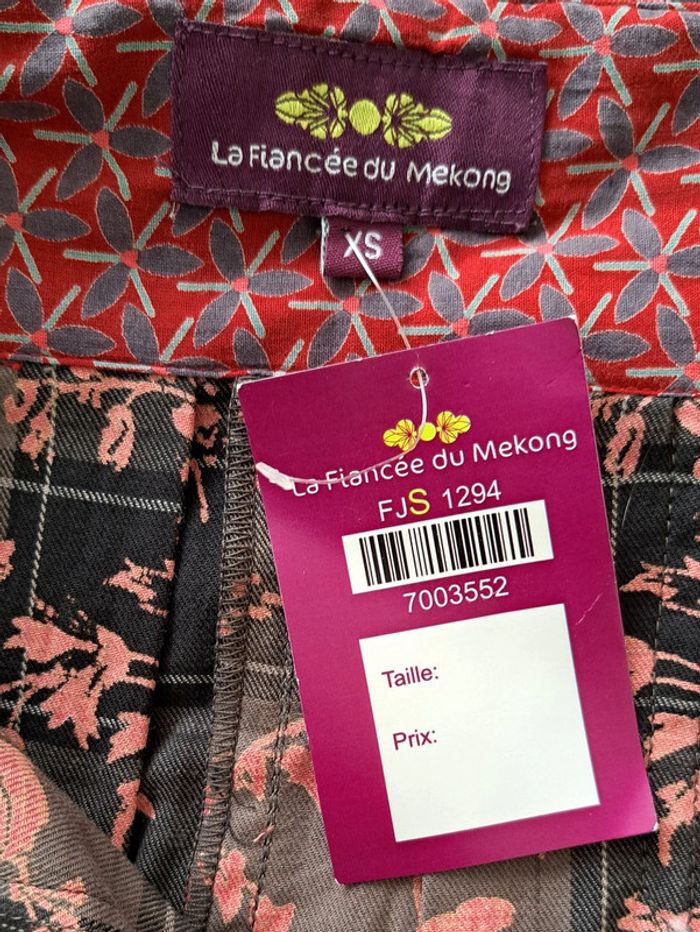 La Fiancée du Mekong
XS
La Fiancée du Mekong
FJS 1294
7003552
Taille:
Prix: